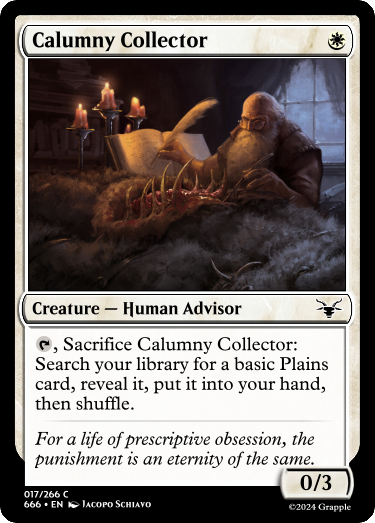 Calumny Collector
Creature — Human Advisor
, Sacrifice Calumny Collector:
Search your library for a basic Plains
card, reveal it, put it into your hand,
then shuffle.
For a life of prescriptive obsession, the
punishment is an eternity of the same.
0/3
017/266 C
666 • EN Jacopo Schiavo
©2024 Grapple